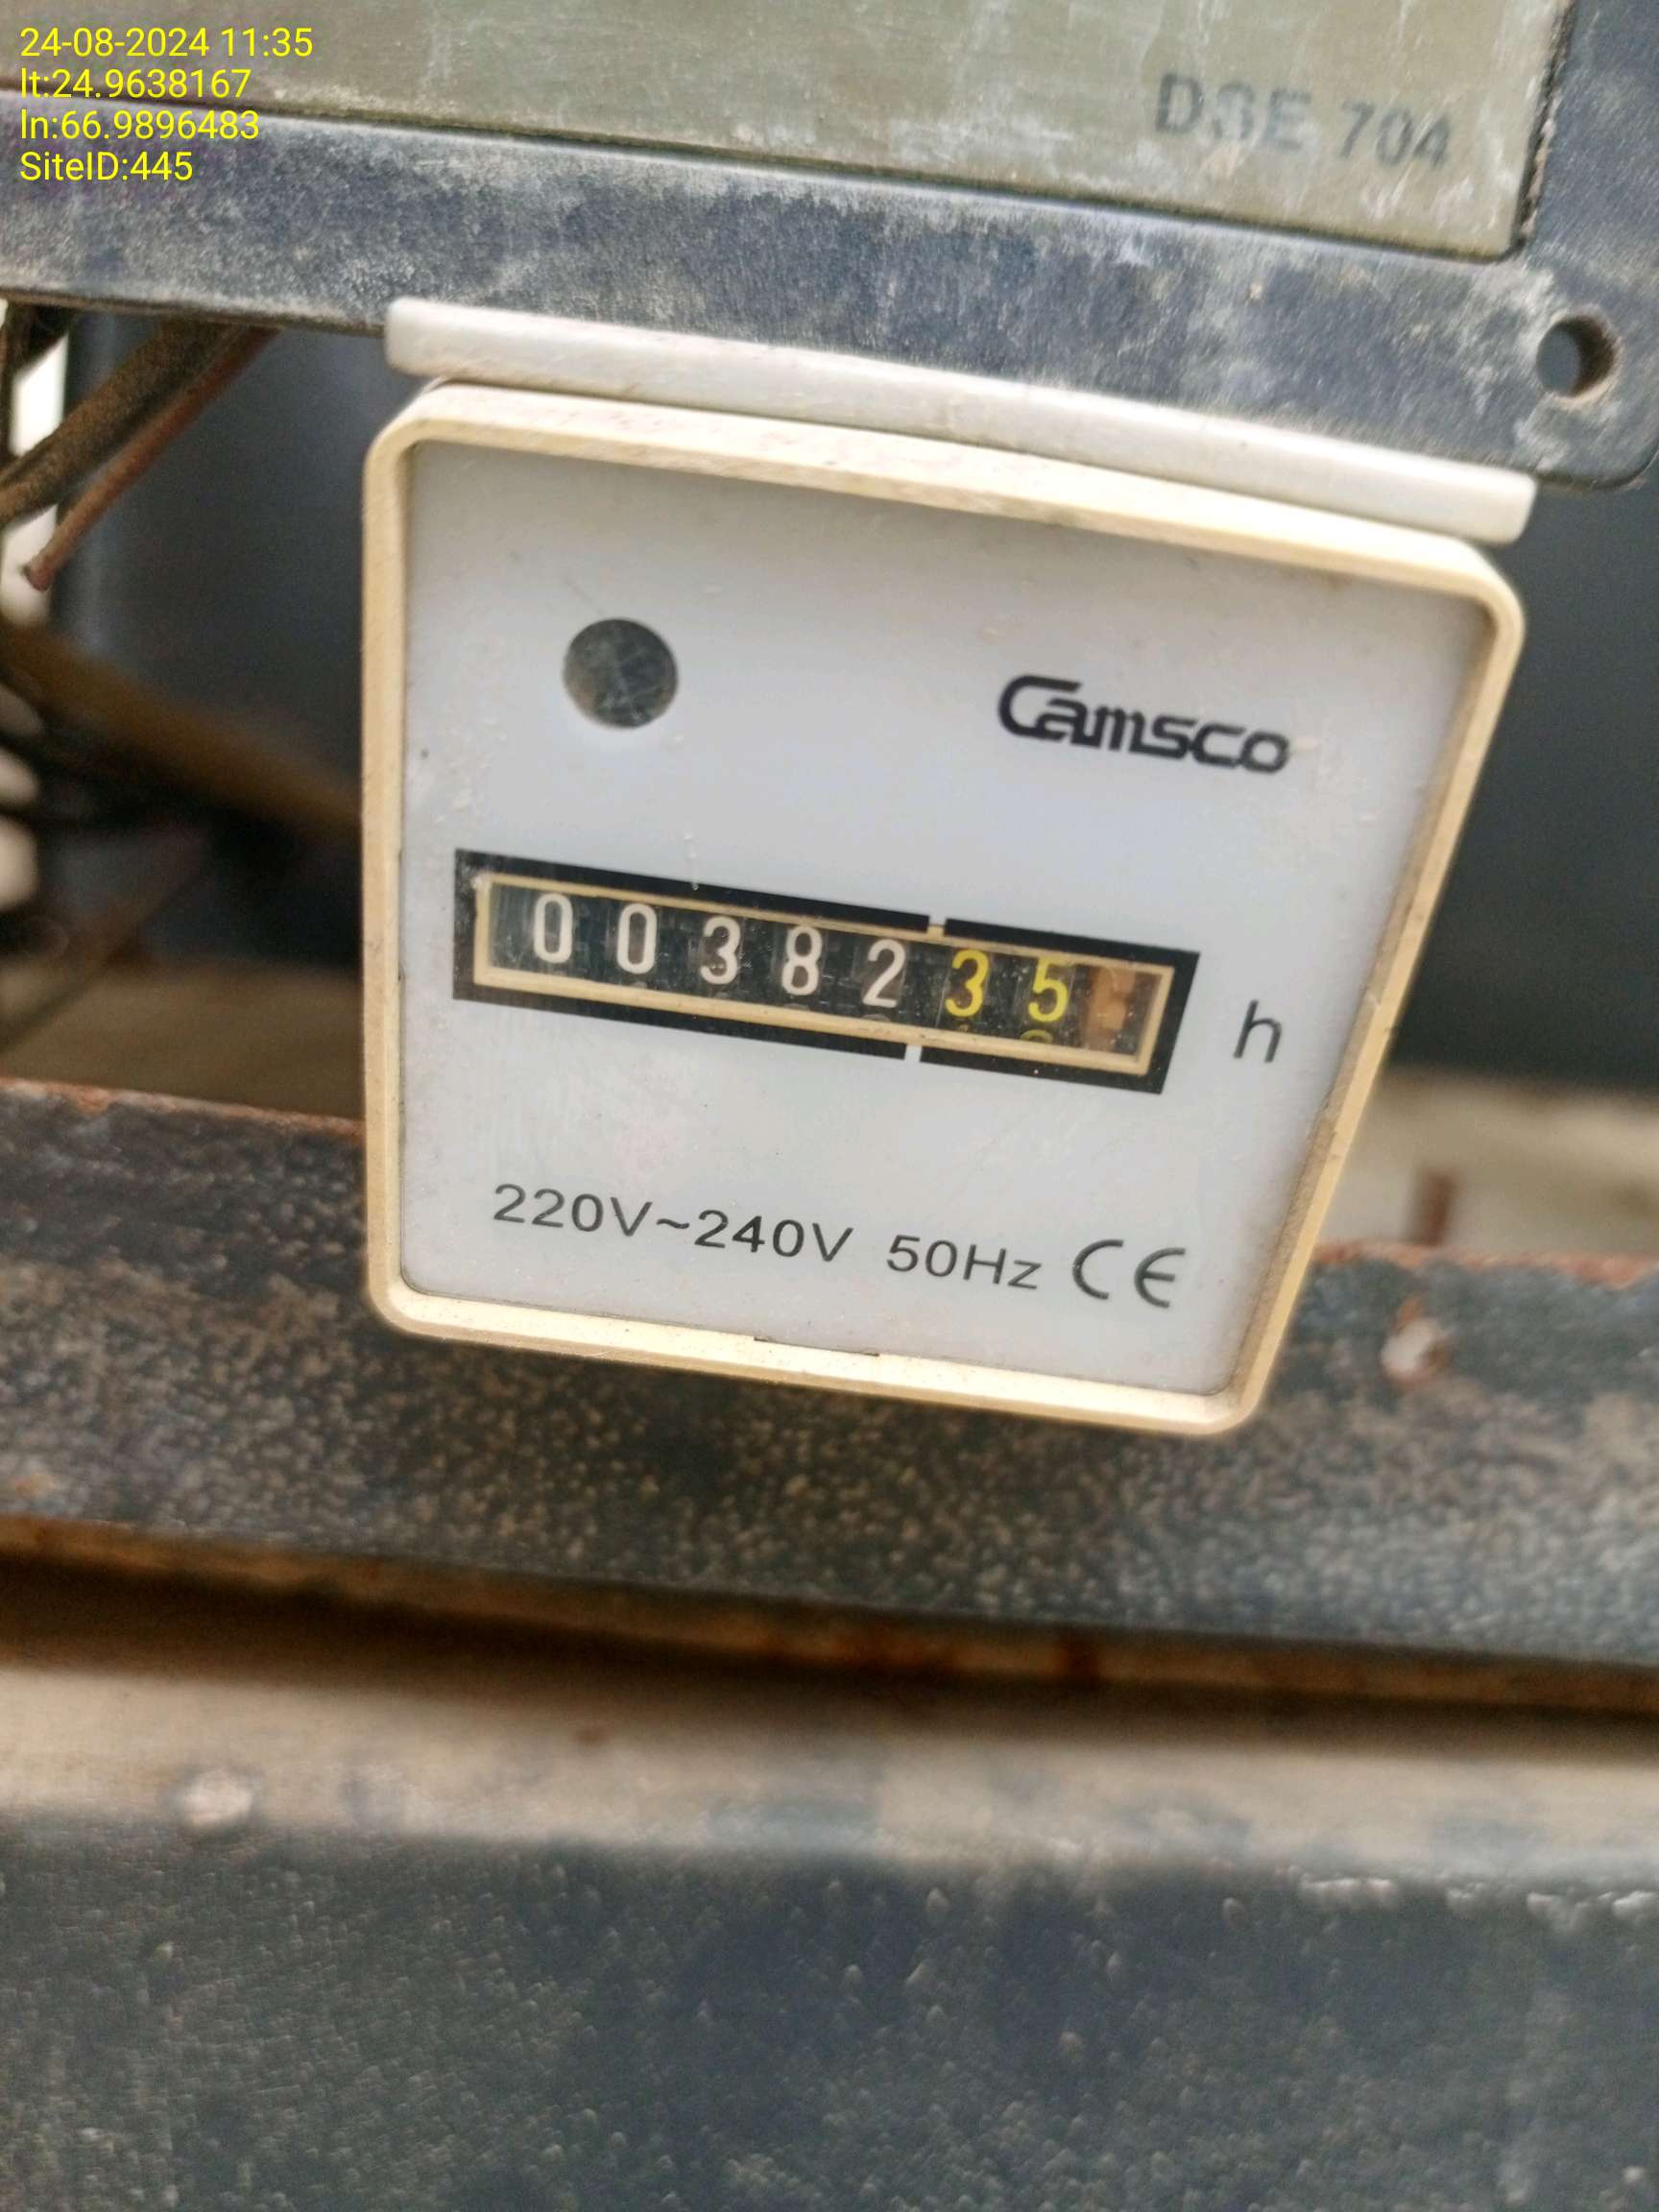 24-08-2024 11:35
lt:24.9638167
ln:66.9896483
SiteID:445
DSE 704
Camsco
0038235
h
220V~240V 50Hz CE